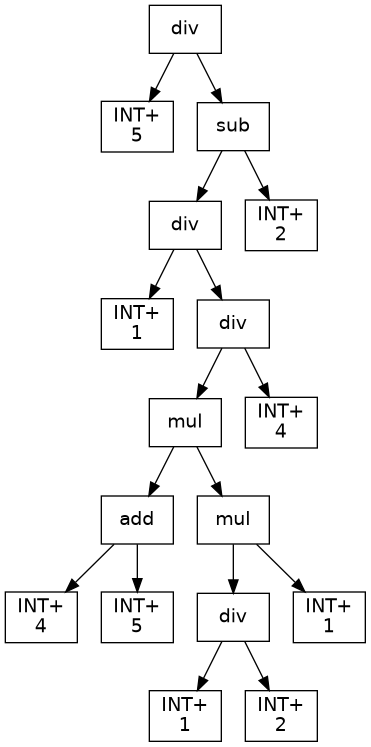 div
INT+
5
sub
div
INT+
2
INT+
1
div
mul
INT+
4
add
mul
INT+
4
INT+
5
div
INT+
1
INT+
1
INT+
2